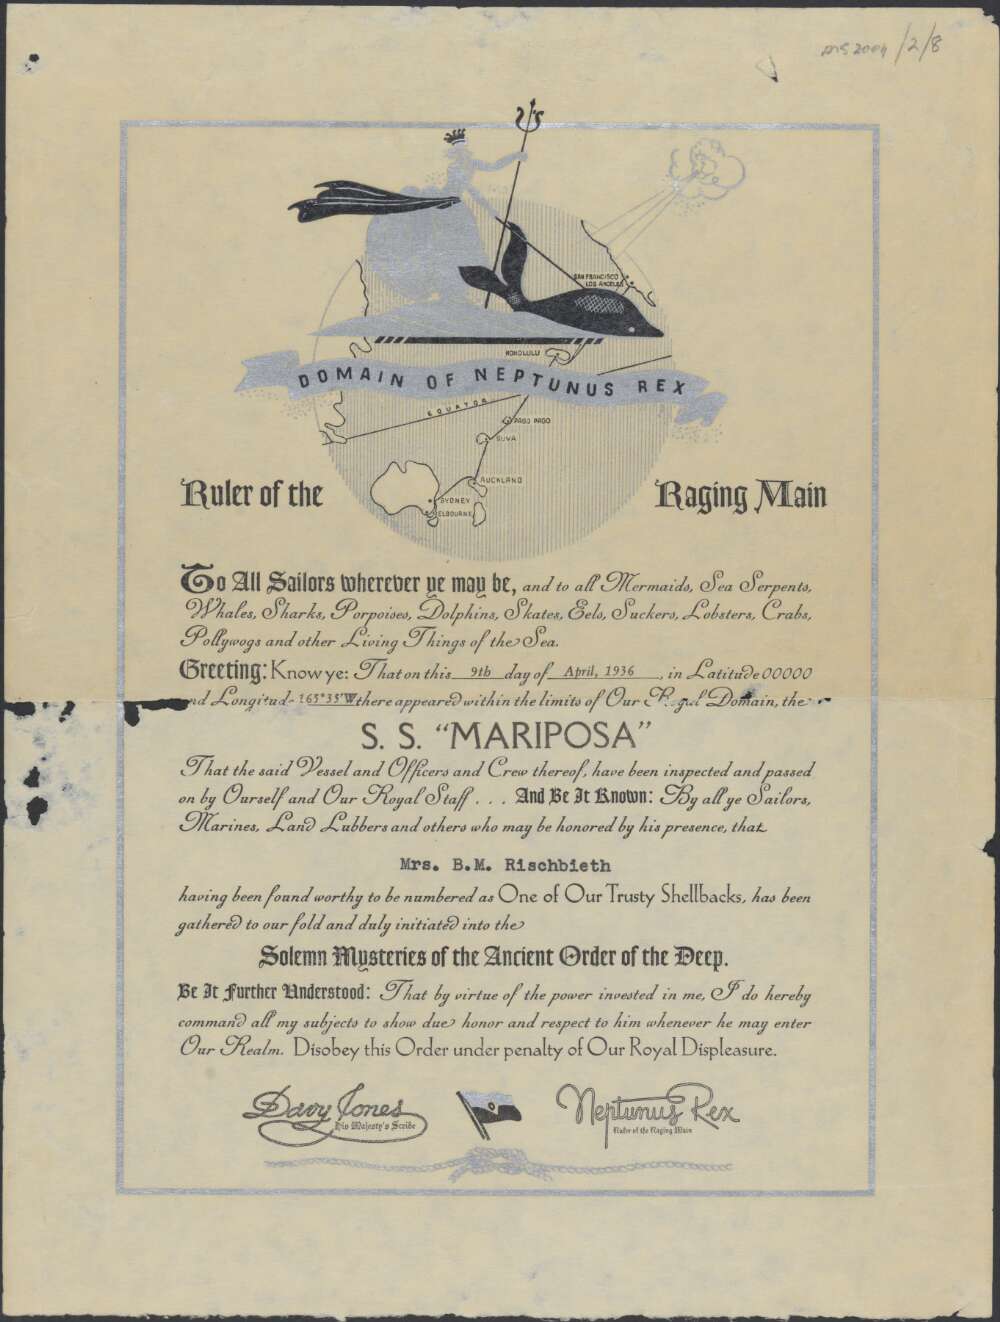 MS 2004 /2/8
SAN FRANCISCO
LOS ANGELES
HONOLULU
DOMAIN OF NEPTUNUS REX
EQUATOR
PAGO PAGO
SUVA
AUCKLAND
SYDNEY
MELBOURNE
Ruler of the Raging Main
To All Sailors wherever ye may be, and to all Mermaids, Sea Serpents,
Whales, Sharks, Porpoises, Dolphins, Skates, Eels, Suckers, Lobsters, Crabs,
Pollywogs and other Living Things of the Sea.
Greeting: Know ye: That on this 9th day of April, 1936, in Latitude 00000
and Longitude 165°35'W there appeared within the limits of Our Royal Domain, the
S. S. "MARIPOSA"
That the said Vessel and Officers and Crew thereof, have been inspected and passed
on by Ourself and Our Royal Staff . . . And Be It Known: By all ye Sailors,
Marines, Land Lubbers and others who may be honored by his presence, that
Mrs. B.M. Rischbieth
having been found worthy to be numbered as One of Our Trusty Shellbacks, has been
gathered to our fold and duly initiated into the
Solemn Mysteries of the Ancient Order of the Deep.
Be It Further Understood: That by virtue of the power invested in me, I do hereby
command all my subjects to show due honor and respect to him whenever he may enter
Our Realm. Disobey this Order under penalty of Our Royal Displeasure.
Davy Jones
His Majesty's Scribe
Neptunus Rex
Ruler of the Raging Main